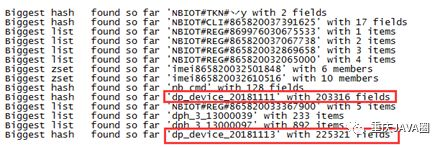 Biggest hash found so far 'NBIOT#TKN# with 2 fields
Biggest hash found so far 'NBIOT#CLI#865820037391625' with 17 fields
Biggest list found so far 'NBIOT#REG#869976030675533' with 1 items
Biggest list found so far 'NBIOT#REG#865820037067738' with 2 items
Biggest list found so far 'NBIOT#REG#865820032869658' with 3 items
Biggest list found so far 'NBIOT#REG#865820032065000' with 4 items
Biggest zset found so far 'imei865820032501848' with 6 members
Biggest zset found so far 'imei865820032610516' with 10 members
Biggest hash found so far 'nb_cmd' with 128 fields
Biggest hash found so far 'dp_device_20181111' with 203316 fields
Biggest list found so far 'NBIOT#REG#865820033367900' with 5 items
Biggest list found so far 'dph_3_13000039' with 233 items
Biggest list found so far 'dph_3_13000097' with 892 items
Biggest hash found so far 'dp_device_20181113' with 225321 fields
重庆JAVA圈